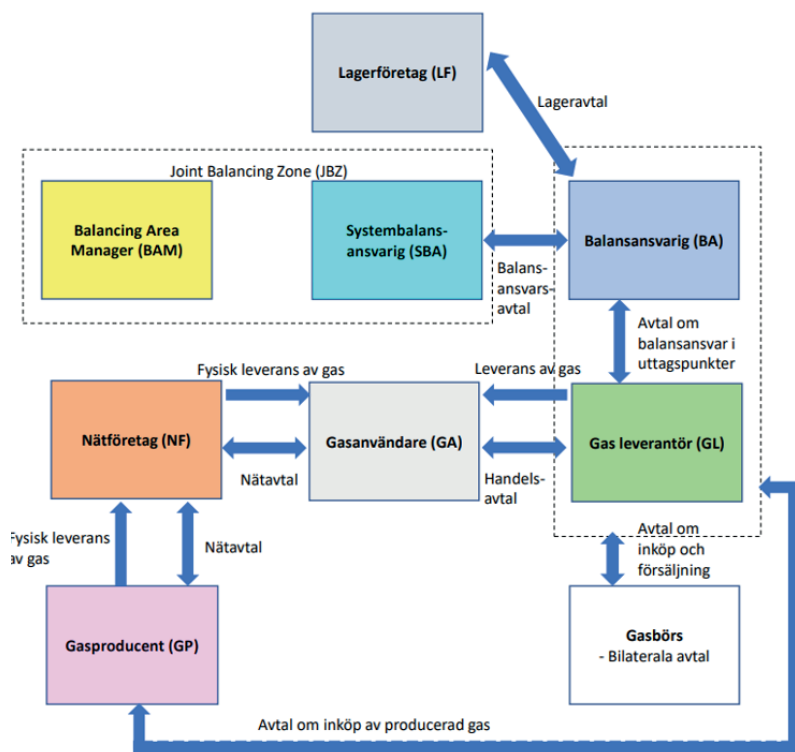 Lagerföretag (LF)
Lageravtal
Joint Balancing Zone (JBZ)
Balancing Area
Manager (BAM)
Systembalans-
ansvarig (SBA)
Balansansvarig (BA)
Balans-
ansvars-
avtal
Avtal om
balansansvar i
uttagspunkter
Fysisk leverans av gas
Leverans av gas
Nätföretag (NF)
Gasanvändare (GA)
Gas leverantör (GL)
Nätavtal
Handels-
avtal
Fysisk leverans
av gas
Nätavtal
Avtal om
inköp och
försäljning
Gasproducent (GP)
Gasbörs
- Bilaterala avtal
Avtal om inköp av producerad gas